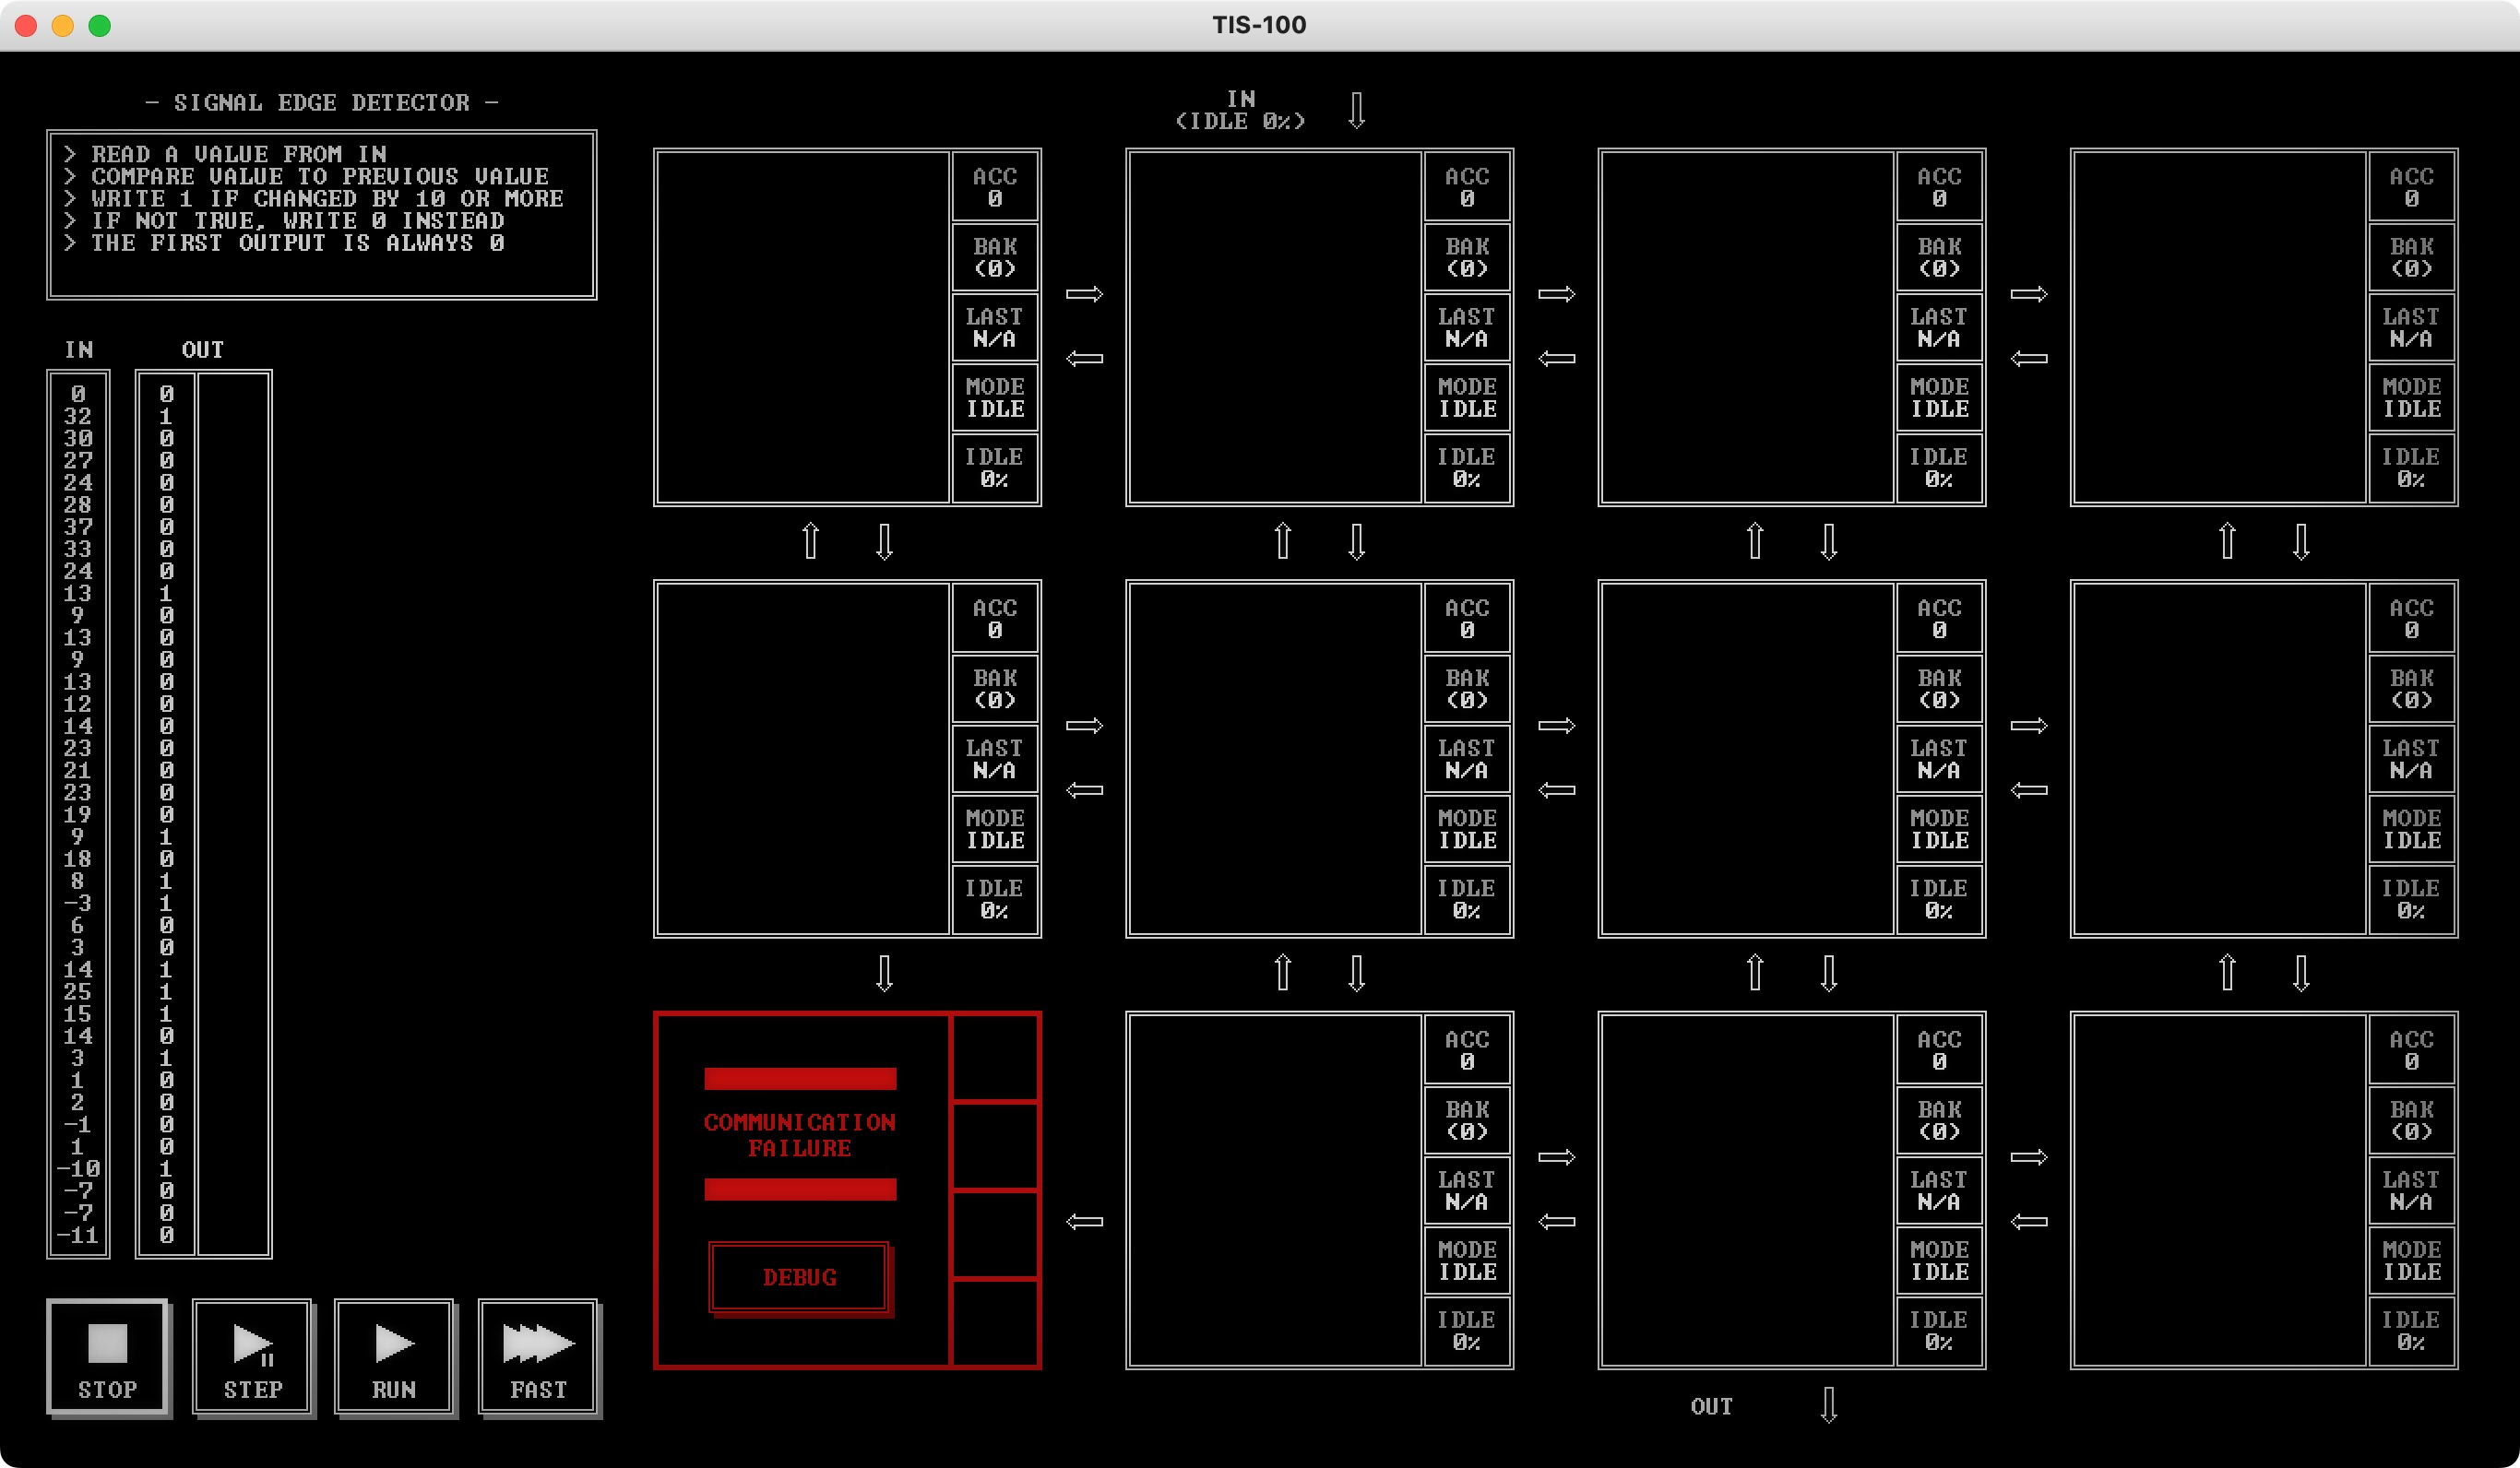 TIS-100
- SIGNAL EDGE DETECTOR -
> READ A VALUE FROM IN
> COMPARE VALUE TO PREVIOUS VALUE
> WRITE 1 IF CHANGED BY 10 OR MORE
> IF NOT TRUE, WRITE 0 INSTEAD
> THE FIRST OUTPUT IS ALWAYS 0
IN OUT
0 0
32 1
30 0
27 0
24 0
28 0
37 0
33 0
24 0
13 1
9 0
13 0
9 0
13 0
12 0
14 0
23 0
21 0
23 0
19 0
9 1
18 0
8 1
-3 1
6 0
3 0
14 1
25 1
15 1
14 0
3 1
1 0
2 0
-1 0
1 0
-10 1
-7 0
-7 0
-11 0
STOP STEP RUN FAST
IN
(IDLE 0%)
ACC ACC ACC ACC
0 0 0 0
BAK BAK BAK BAK
(0) (0) (0) (0)
LAST LAST LAST LAST
N/A N/A N/A N/A
MODE MODE MODE MODE
IDLE IDLE IDLE IDLE
IDLE IDLE IDLE IDLE
0% 0% 0% 0%
ACC ACC ACC ACC
0 0 0 0
BAK BAK BAK BAK
(0) (0) (0) (0)
LAST LAST LAST LAST
N/A N/A N/A N/A
MODE MODE MODE MODE
IDLE IDLE IDLE IDLE
IDLE IDLE IDLE IDLE
0% 0% 0% 0%
COMMUNICATION
FAILURE
DEBUG
ACC ACC ACC
0 0 0
BAK BAK BAK
(0) (0) (0)
LAST LAST LAST
N/A N/A N/A
MODE MODE MODE
IDLE IDLE IDLE
IDLE IDLE IDLE
0% 0% 0%
OUT